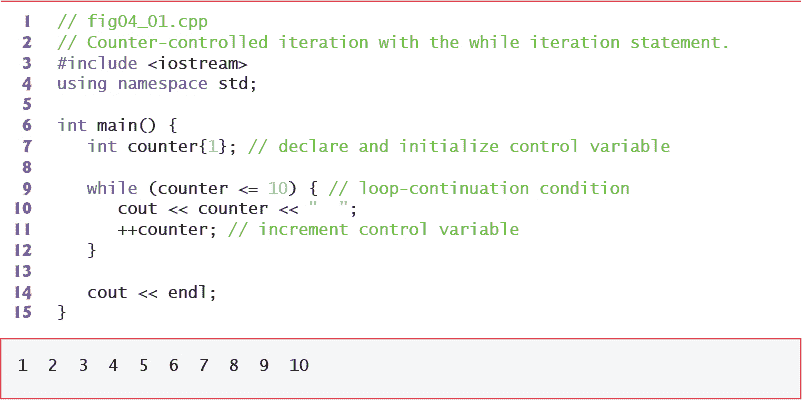 1 // fig04_01.cpp
2 // Counter-controlled iteration with the while iteration statement.
3 #include <iostream>
4 using namespace std;
5
6 int main() {
7    int counter{1}; // declare and initialize control variable
8
9    while (counter <= 10) { // loop-continuation condition
10       cout << counter << "  ";
11       ++counter; // increment control variable
12    }
13
14    cout << endl;
15 }
1  2  3  4  5  6  7  8  9  10